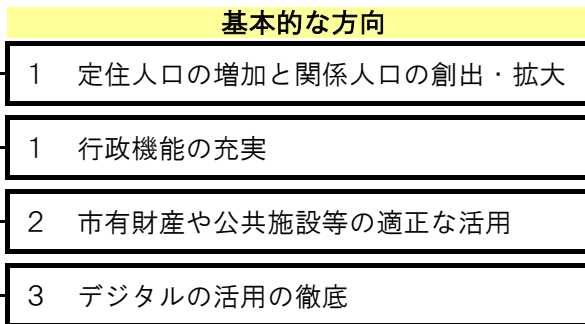 基本的な方向
1 定住人口の増加と関係人口の創出・拡大
1 行政機能の充実
2 市有財産や公共施設等の適正な活用
3 デジタルの活用の徹底